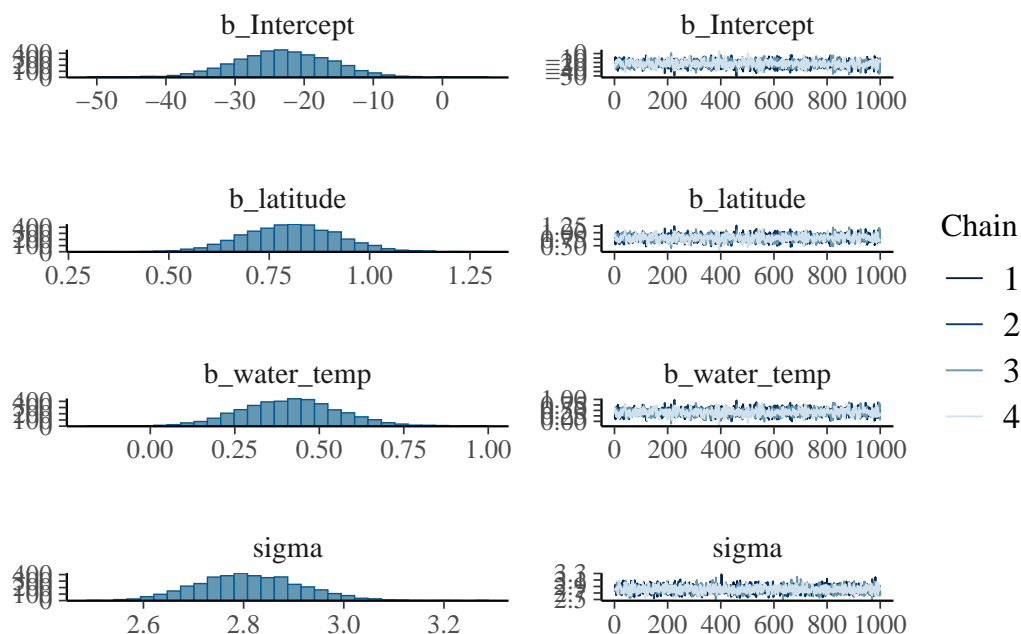 b_Intercept
b_Intercept
−50 −40 −30 −20 −10 0
0 200 400 600 800 1000
b_latitude
b_latitude
0.25 0.50 0.75 1.00 1.25
0 200 400 600 800 1000
Chain
1
2
3
4
b_water_temp
b_water_temp
0.00 0.25 0.50 0.75 1.00
0 200 400 600 800 1000
sigma
sigma
2.6 2.8 3.0 3.2
0 200 400 600 800 1000